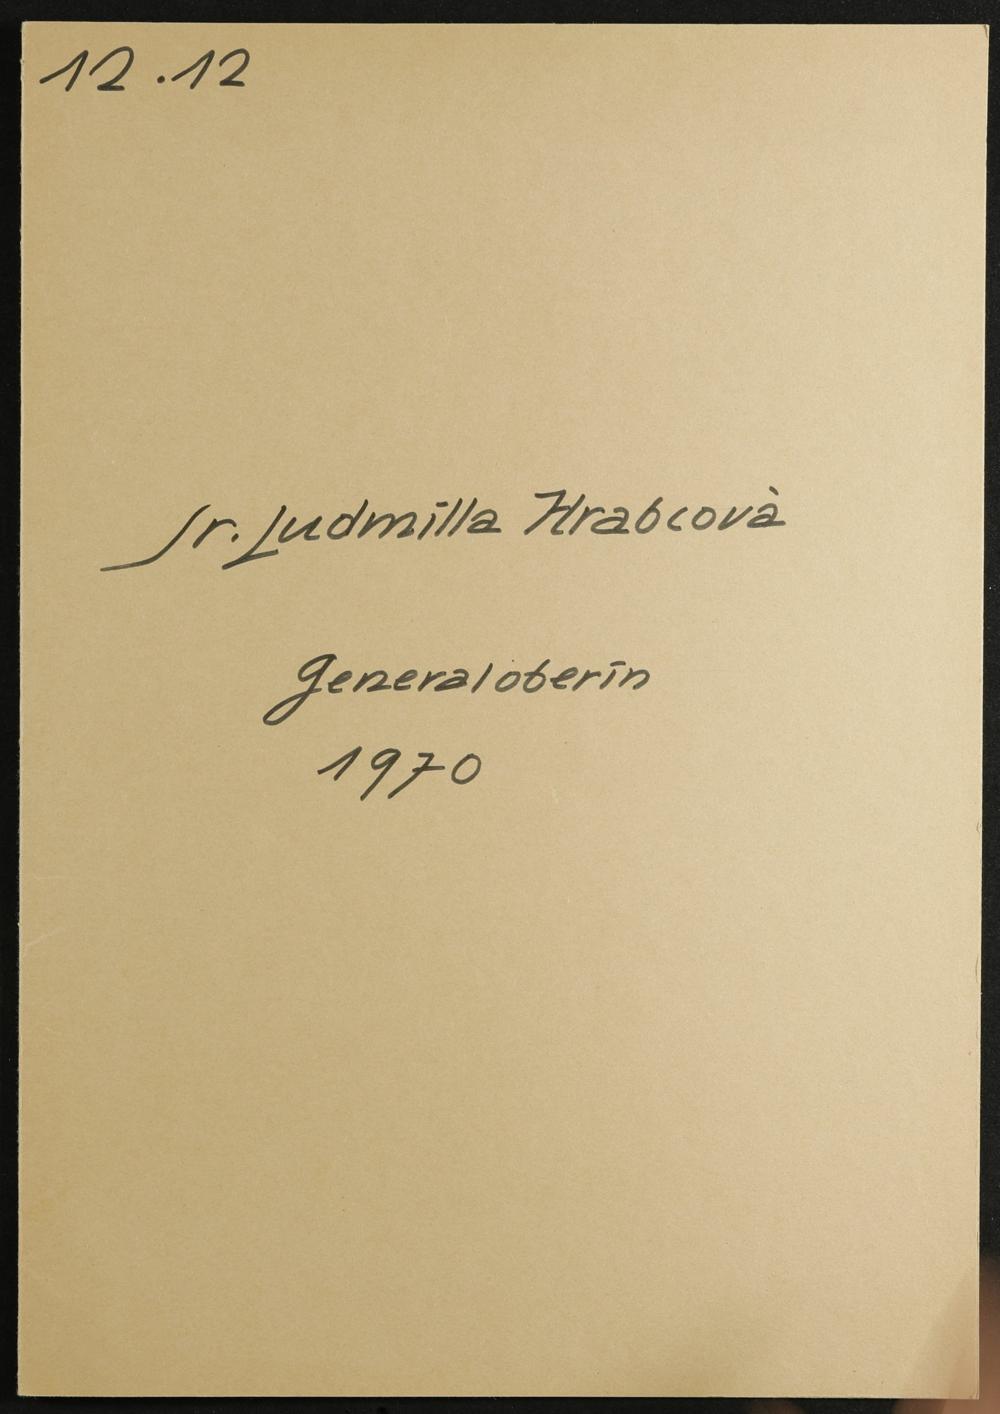 12.12
Sr. Ludmilla Hrabcovà
Generaloberin
1970